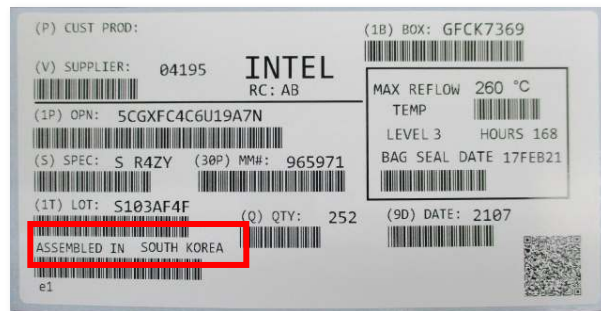 (P) CUST PROD:
(1B) BOX: GFCK7369
(V) SUPPLIER: 04195
INTEL
RC: AB
MAX REFLOW 260 °C
TEMP
(1P) OPN: 5CGXFC4C6U19A7N
LEVEL 3 HOURS 168
(S) SPEC: S R4ZY (30P) MM#: 965971
BAG SEAL DATE 17FEB21
(1T) LOT: S103AF4F
(Q) QTY: 252
(9D) DATE: 2107
ASSEMBLED IN SOUTH KOREA
e1